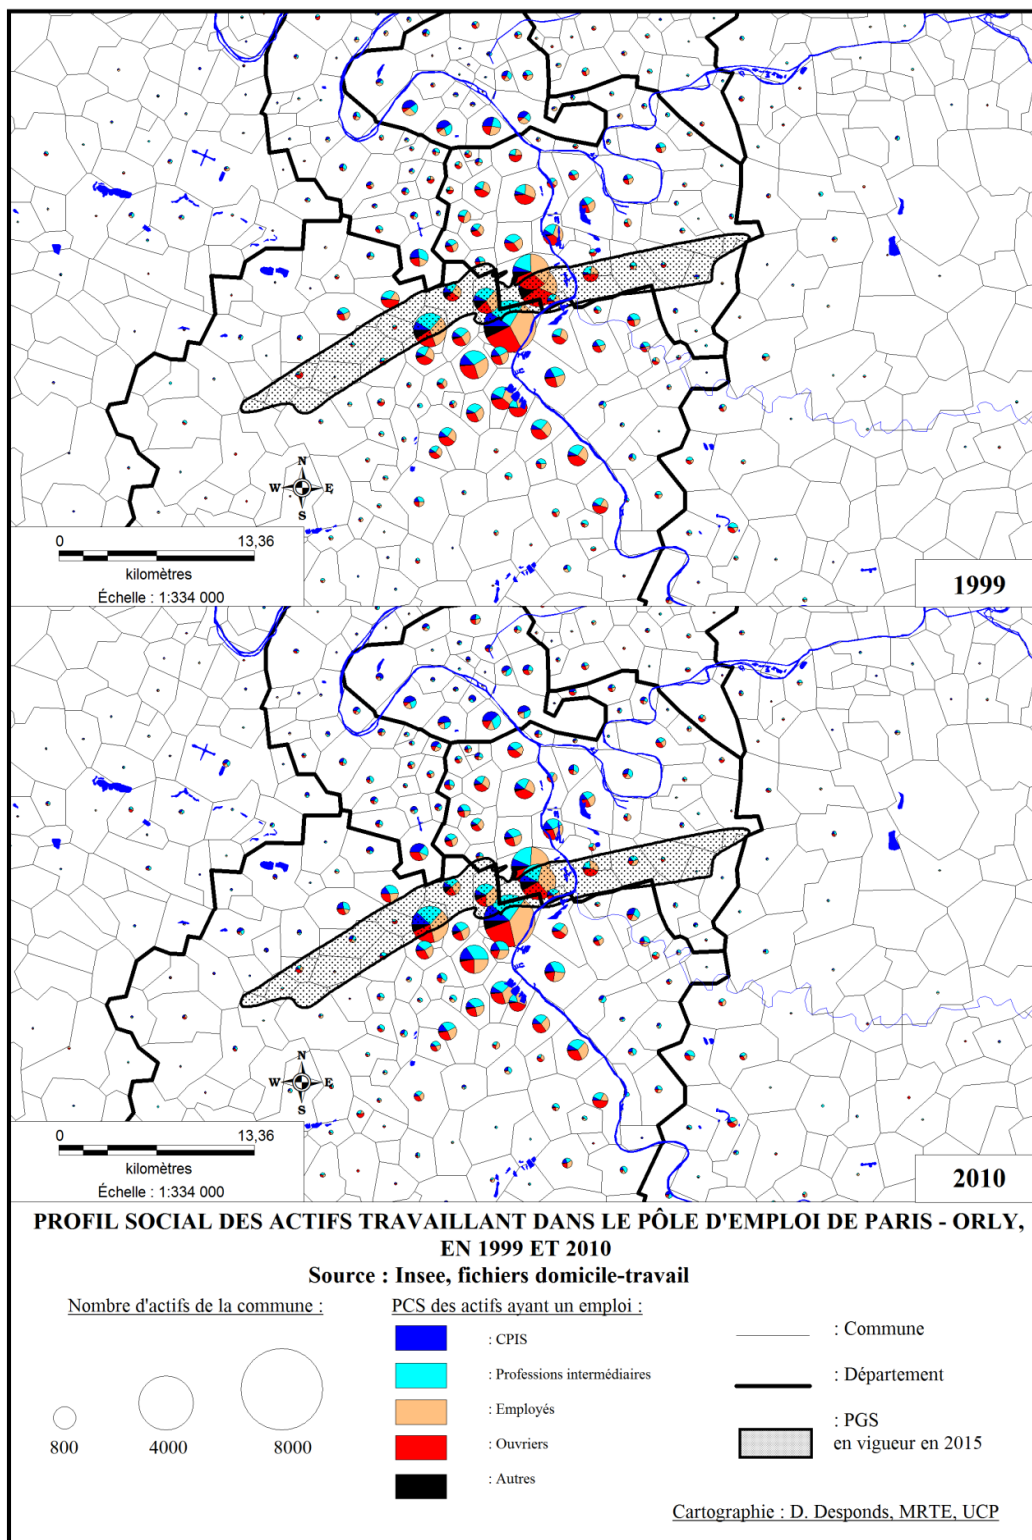 N
W E
S
0 13,36
kilomètres
Échelle : 1:334 000
1999
N
W E
S
0 13,36
kilomètres
Échelle : 1:334 000
2010
PROFIL SOCIAL DES ACTIFS TRAVAILLANT DANS LE PÔLE D'EMPLOI DE PARIS - ORLY,
EN 1999 ET 2010
Source : Insee, fichiers domicile-travail
Nombre d'actifs de la commune :
800 4000 8000
PCS des actifs ayant un emploi :
: CPIS
: Professions intermédiaires
: Employés
: Ouvriers
: Autres
: Commune
: Département
: PGS
en vigueur en 2015
Cartographie : D. Desponds, MRTE, UCP